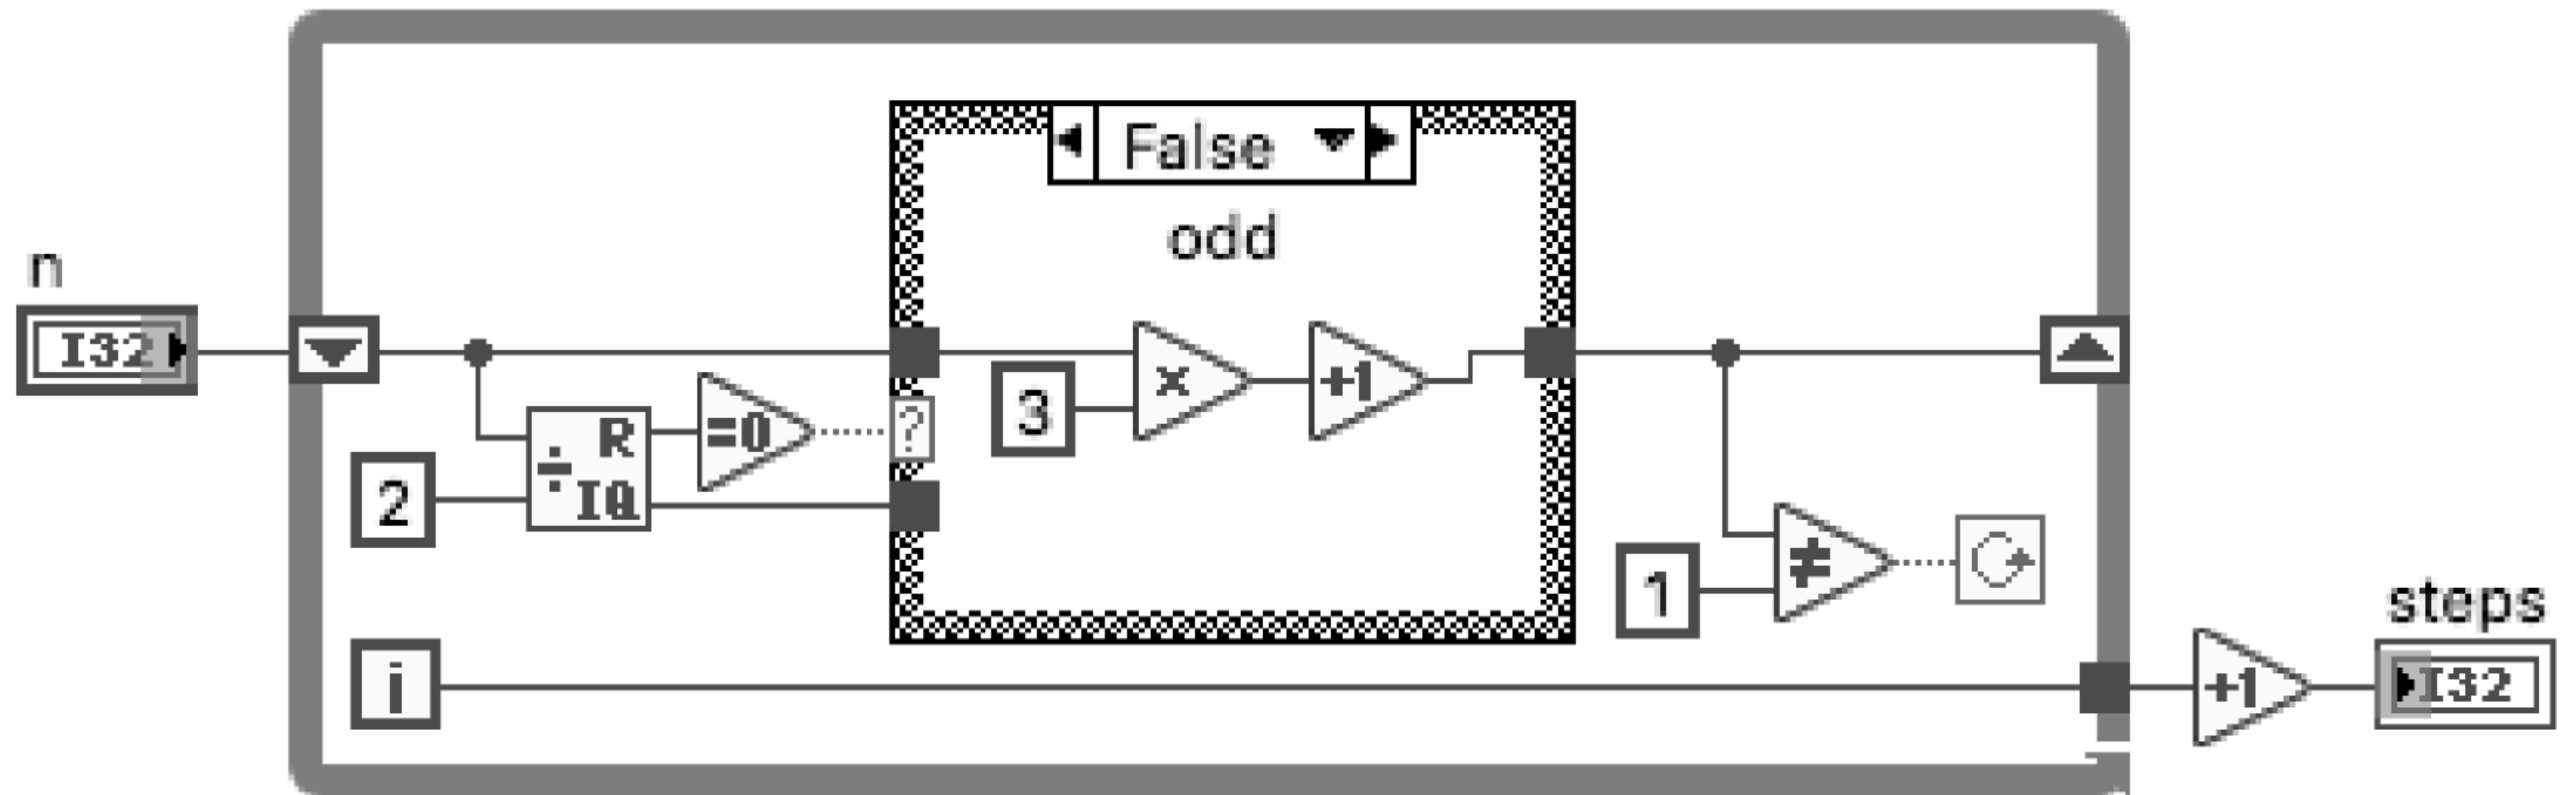 False
odd
n
I32
3
x
+1
=0
?
R
÷
IQ
2
≠
1
steps
i
+1
I32